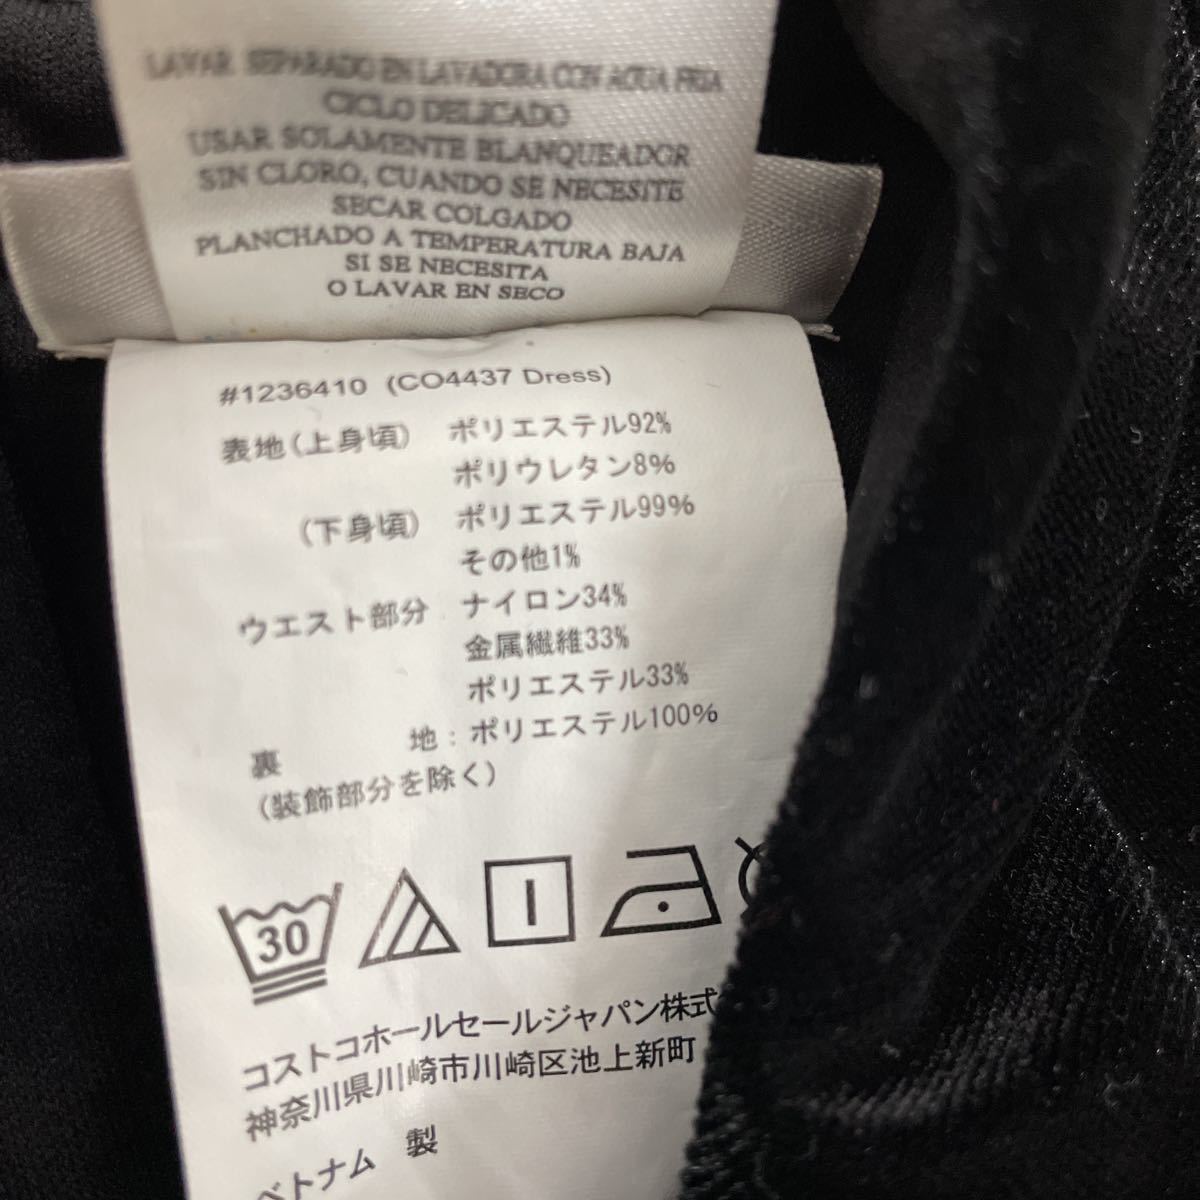 LAVAR SEPARADO EN LAVADORA CON AGUA FRIA
CICLO DELICADO
USAR SOLAMENTE BLANQUEADOR
SIN CLORO, CUANDO SE NECESITE
SECAR COLGADO
PLANCHADO A TEMPERATURA BAJA
SI SE NECESITA
O LAVAR EN SECO
#1236410 (CO4437 Dress)
表地(上身頃) ポリエステル92%
ポリウレタン8%
(下身頃) ポリエステル99%
その他1%
ウエスト部分 ナイロン34%
金属繊維33%
ポリエステル33%
裏 地:ポリエステル100%
(装飾部分を除く)
30
コストコホールセールジャパン株式
神奈川県川崎市川崎区池上新町
ベトナム 製